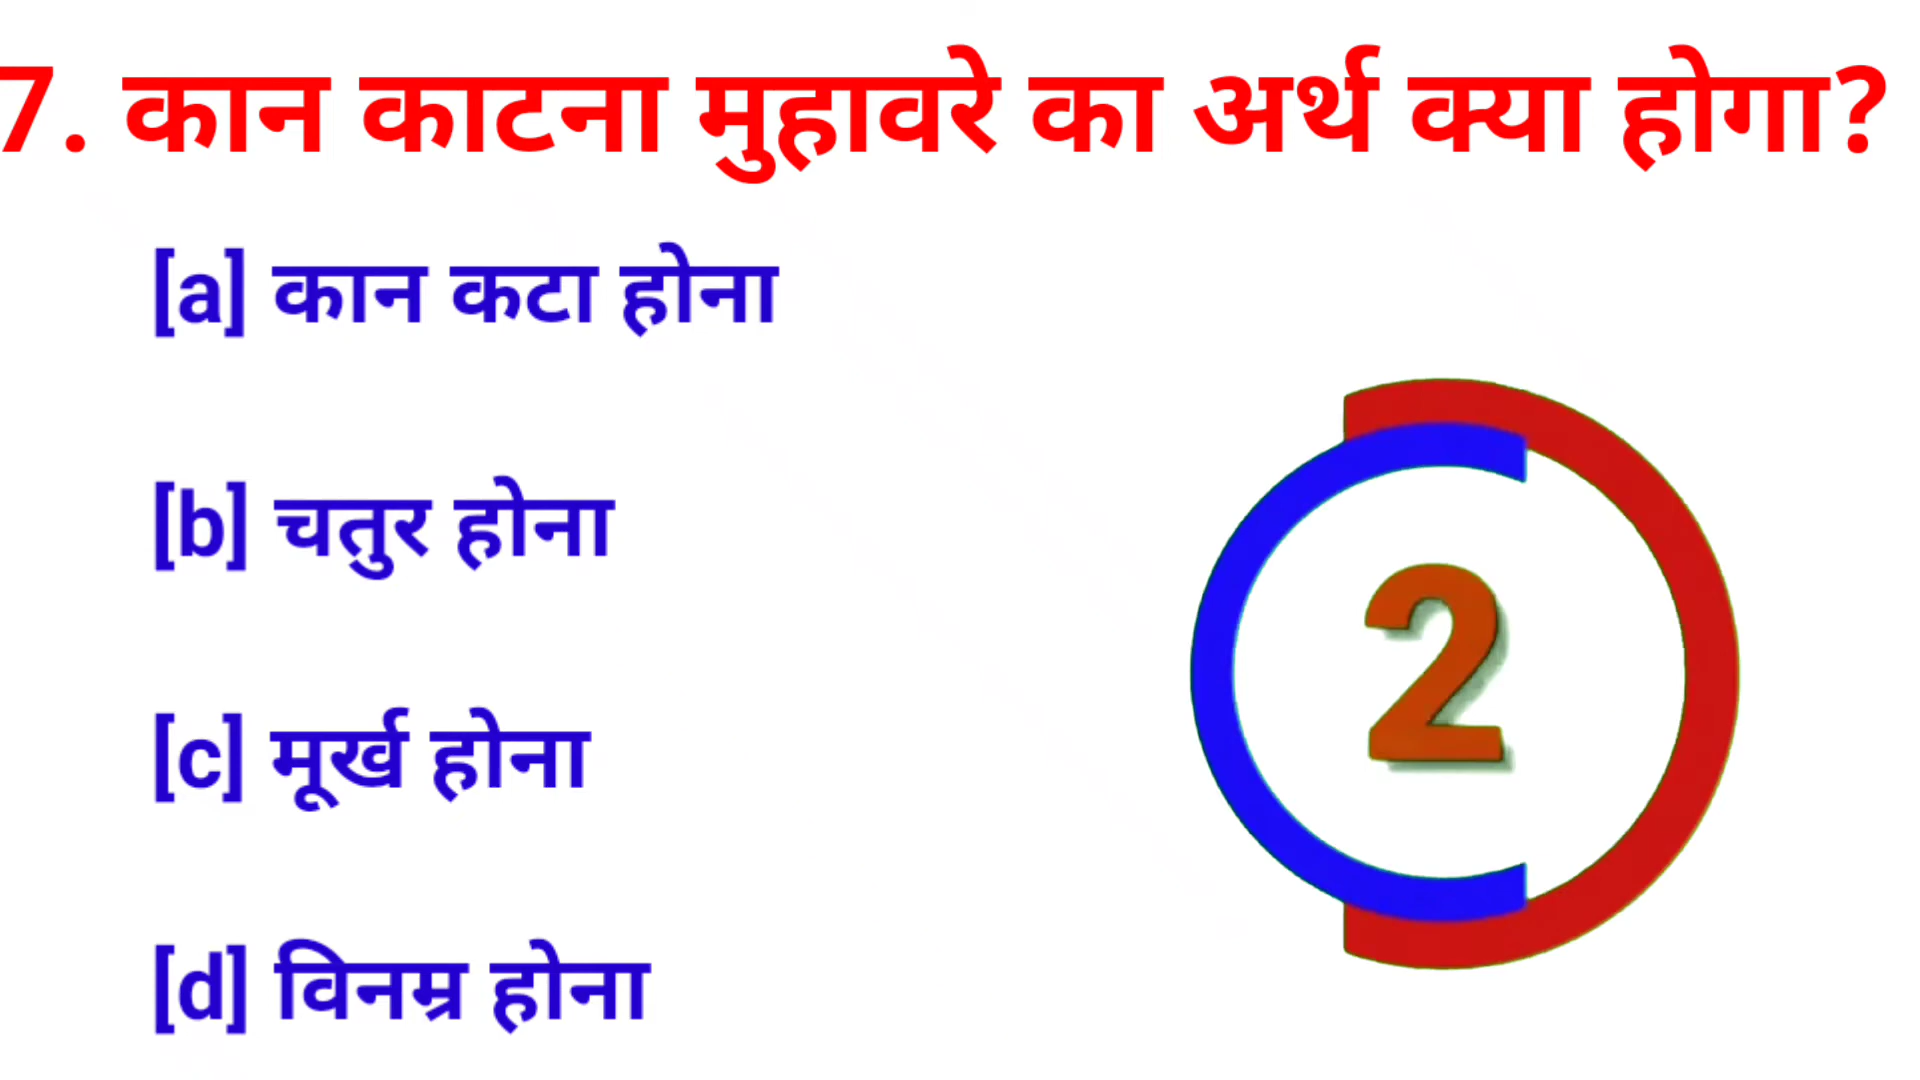 7. कान काटना मुहावरे का अर्थ क्या होगा?
[a] कान कटा होना
[b] चतुर होना
[c] मूर्ख होना
[d] विनम्र होना
2